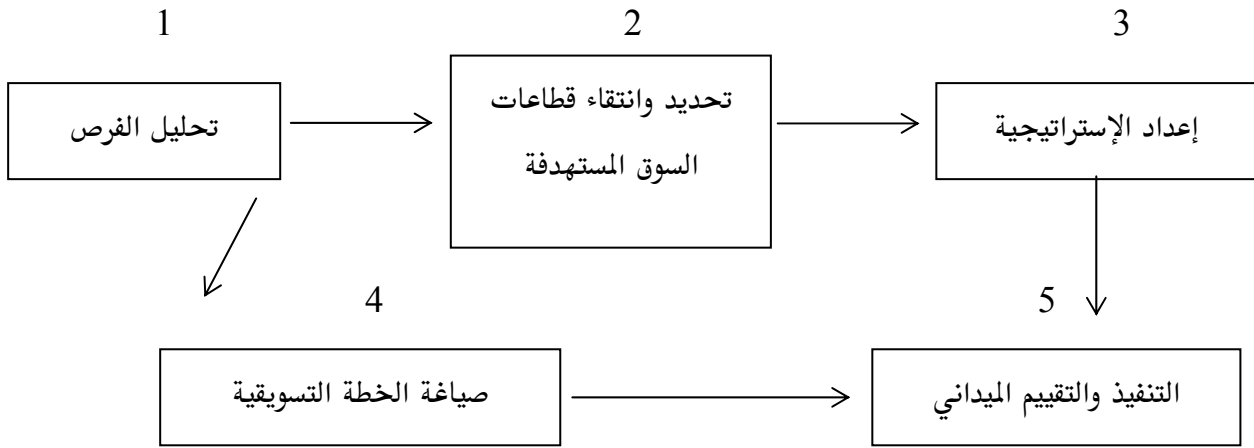 1
2
3
تحليل الفرص
تحديد وانتقاء قطاعات
السوق المستهدفة
إعداد الإستراتيجية
4
5
صياغة الخطة التسويقية
التنفيذ والتقييم الميداني